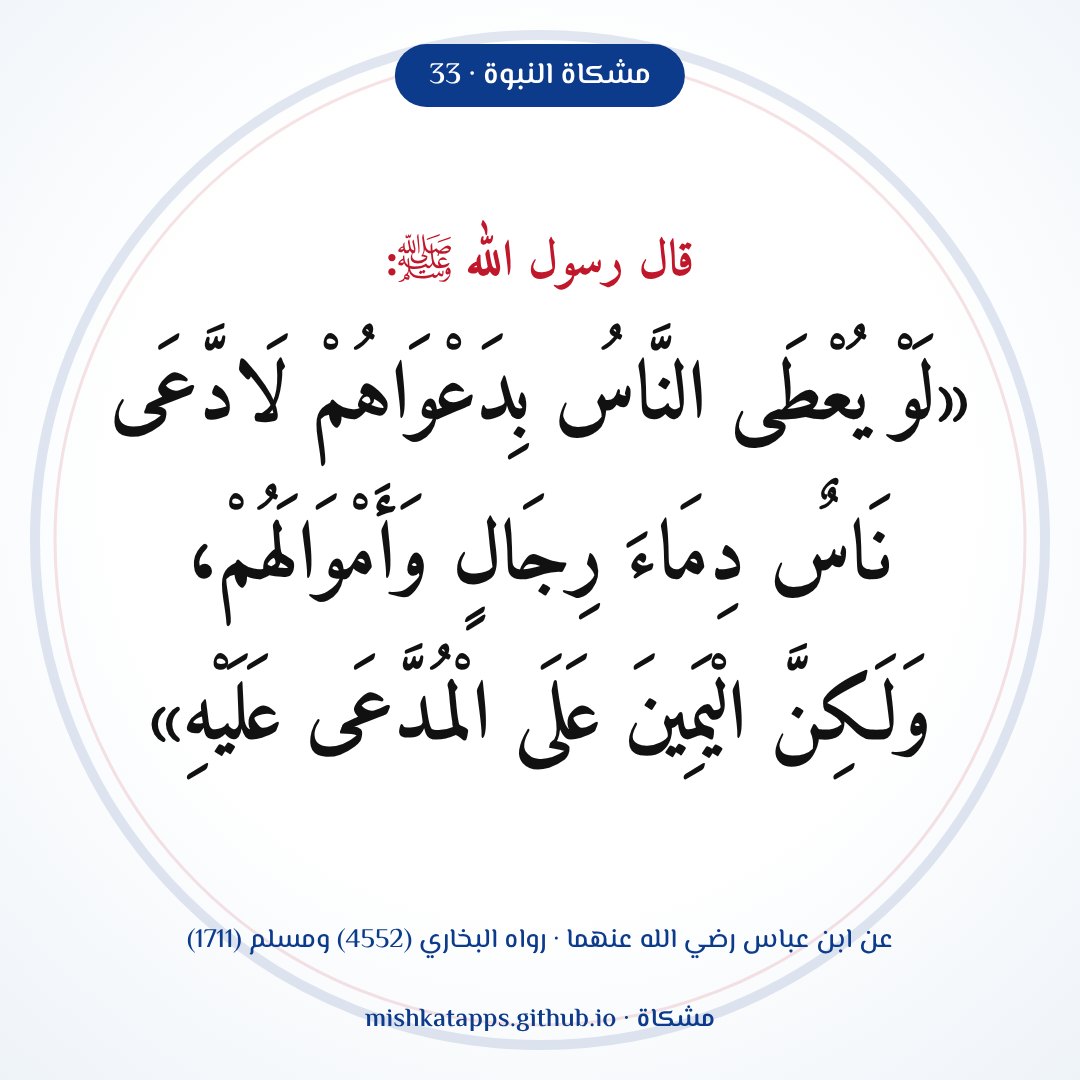 مشكاة النبوة · 33
قال رسول الله ﷺ:
«لَوْ يُعْطَى النَّاسُ بِدَعْوَاهُمْ لَادَّعَى
نَاسٌ دِمَاءَ رِجَالٍ وَأَمْوَالَهُمْ،
وَلَكِنَّ الْيَمِينَ عَلَى الْمُدَّعَى عَلَيْهِ»
عن ابن عباس رضي الله عنهما · رواه البخاري (4552) ومسلم (1711)
مشكاة · mishkatapps.github.io